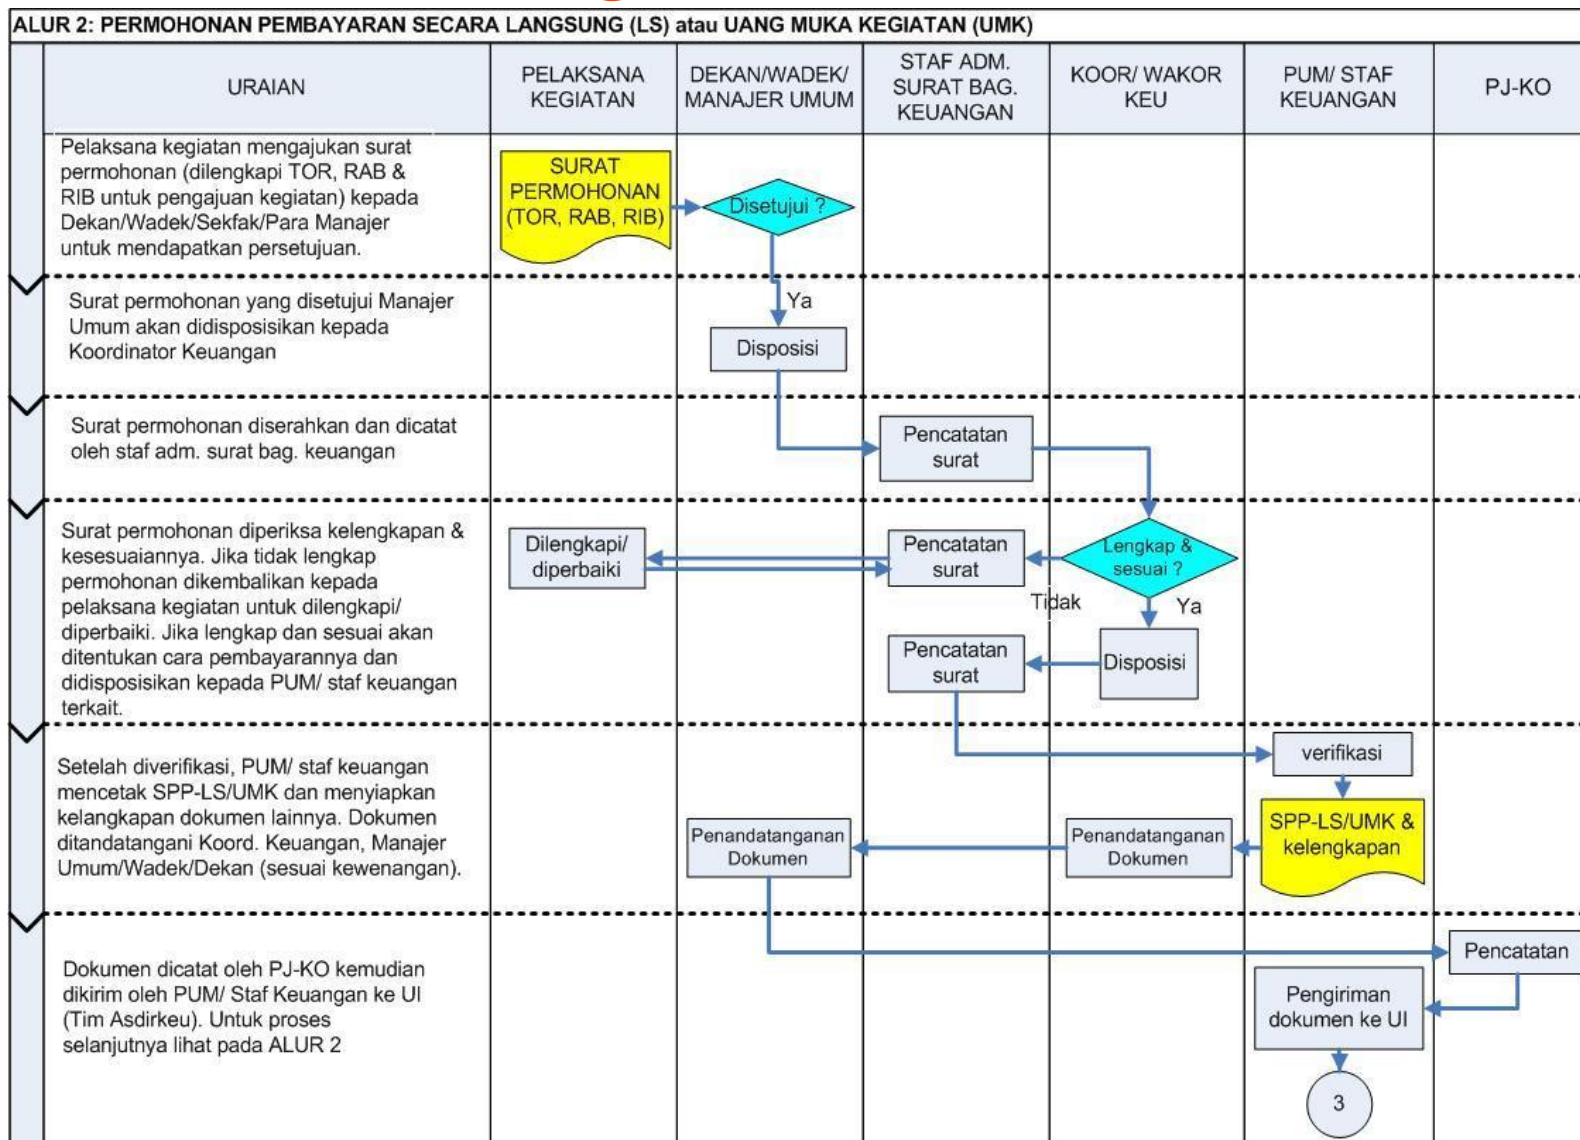 ALUR 2: PERMOHONAN PEMBAYARAN SECARA LANGSUNG (LS) atau UANG MUKA KEGIATAN (UMK)
URAIAN
PELAKSANA
KEGIATAN
DEKAN/WADEK/
MANAJER UMUM
STAF ADM.
SURAT BAG.
KEUANGAN
KOOR/ WAKOR
KEU
PUM/ STAF
KEUANGAN
PJ-KO
Pelaksana kegiatan mengajukan surat
permohonan (dilengkapi TOR, RAB &
RIB untuk pengajuan kegiatan) kepada
Dekan/Wadek/Sekfak/Para Manajer
untuk mendapatkan persetujuan.
SURAT
PERMOHONAN
(TOR, RAB, RIB)
Disetujui ?
Surat permohonan yang disetujui Manajer
Umum akan didisposisikan kepada
Koordinator Keuangan
Ya
Disposisi
Surat permohonan diserahkan dan dicatat
oleh staf adm. surat bag. keuangan
Pencatatan
surat
Surat permohonan diperiksa kelengkapan &
kesesuaiannya. Jika tidak lengkap
permohonan dikembalikan kepada
pelaksana kegiatan untuk dilengkapi/
diperbaiki. Jika lengkap dan sesuai akan
ditentukan cara pembayarannya dan
didisposisikan kepada PUM/ staf keuangan
terkait.
Dilengkapi/
diperbaiki
Pencatatan
surat
Lengkap &
sesuai ?
Tidak
Ya
Pencatatan
surat
Disposisi
Setelah diverifikasi, PUM/ staf keuangan
mencetak SPP-LS/UMK dan menyiapkan
kelangkapan dokumen lainnya. Dokumen
ditandatangani Koord. Keuangan, Manajer
Umum/Wadek/Dekan (sesuai kewenangan).
verifikasi
SPP-LS/UMK &
kelengkapan
Penandatanganan
Dokumen
Penandatanganan
Dokumen
Dokumen dicatat oleh PJ-KO kemudian
dikirim oleh PUM/ Staf Keuangan ke UI
(Tim Asdirkeu). Untuk proses
selanjutnya lihat pada ALUR 2
Pencatatan
Pengiriman
dokumen ke UI
3